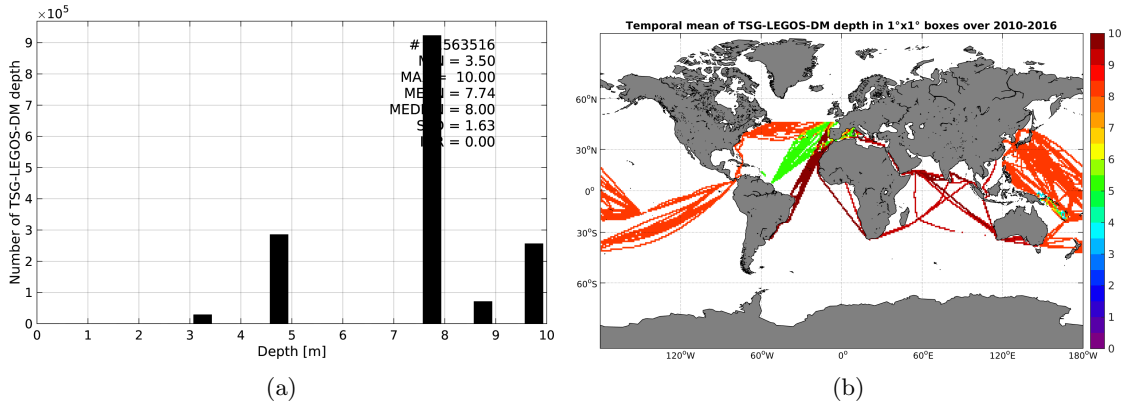 ×10⁵
9
8
7
6
5
4
3
2
1
0
Number of TSG-LEGOS-DM depth
# 563516
= 3.50
10.00
= 7.74
= 8.00
= 1.63
= 0.00
0 1 2 3 4 5 6 7 8 9 10
Depth [m]
(a)
Temporal mean of TSG-LEGOS-DM depth in 1°x1° boxes over 2010-2016
60°N
30°N
0°
30°S
60°S
120°W 60°W 0° 60°E 120°E 180°W
10
9
8
7
6
5
4
3
2
1
0
(b)